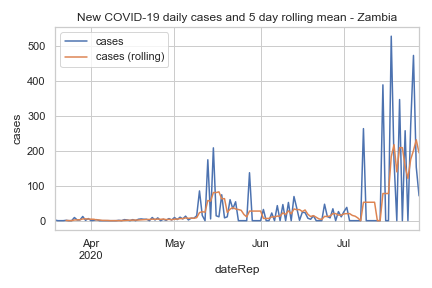 New COVID-19 daily cases and 5 day rolling mean - Zambia
cases
cases (rolling)
500
400
300
200
100
0
cases
Apr
2020
May
Jun
Jul
dateRep